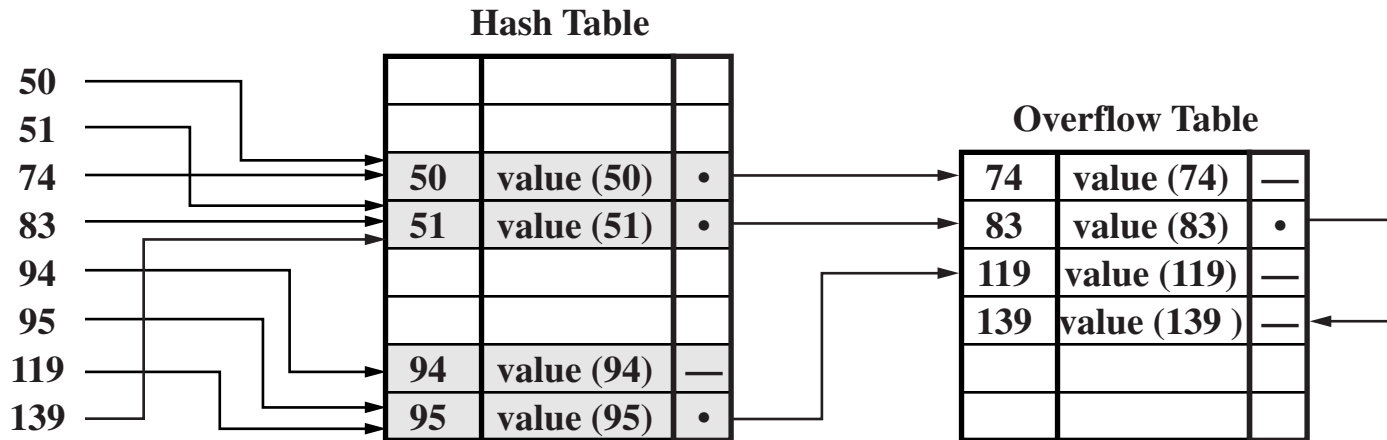 Hash Table
50
51
74
83
94
95
119
139
50 value (50) •
51 value (51) •
94 value (94) —
95 value (95) •
Overflow Table
74 value (74) —
83 value (83) •
119 value (119) —
139 value (139 ) —